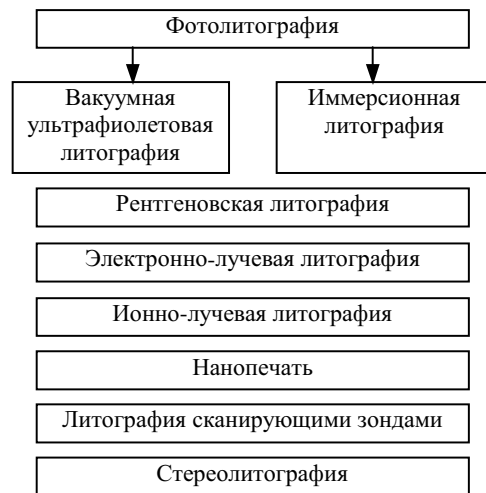 Фотолитография
Вакуумная
ультрафиолетовая
литография
Иммерсионная
литография
Рентгеновская литография
Электронно-лучевая литография
Ионно-лучевая литография
Нанопечать
Литография сканирующими зондами
Стереолитография